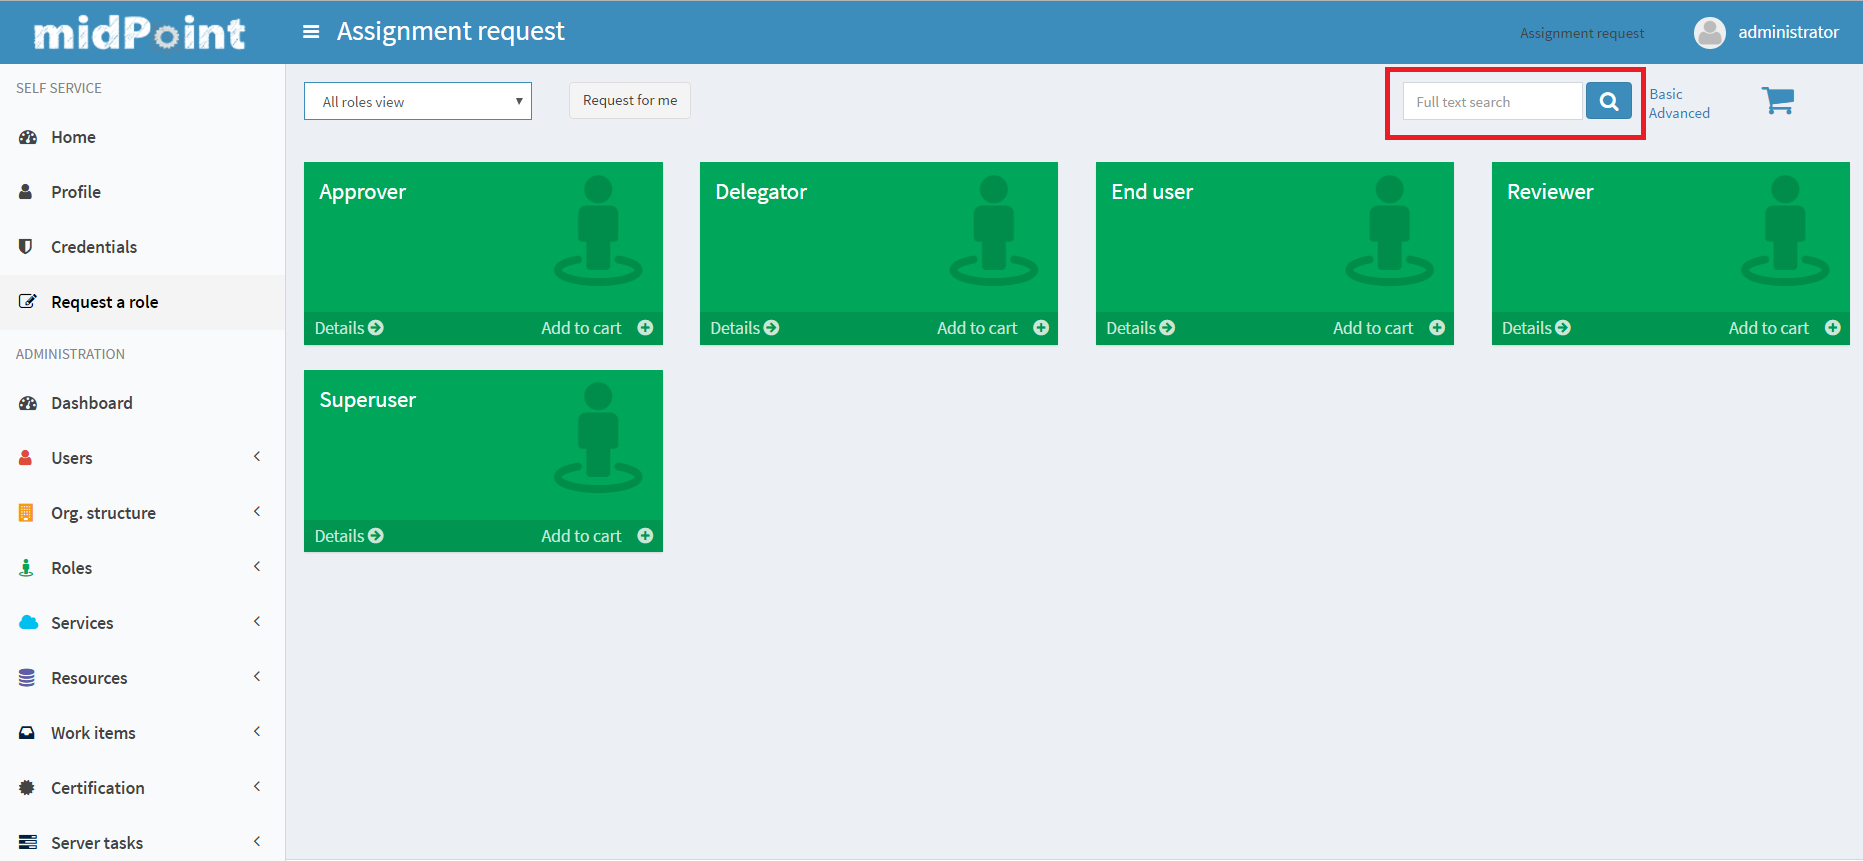 midPoint
Assignment request
Assignment request
administrator
SELF SERVICE
Home
Profile
Credentials
Request a role
ADMINISTRATION
Dashboard
Users
Org. structure
Roles
Services
Resources
Work items
Certification
Server tasks
All roles view
Request for me
Full text search
Basic
Advanced
Approver
Details
Add to cart
Delegator
Details
Add to cart
End user
Details
Add to cart
Reviewer
Details
Add to cart
Superuser
Details
Add to cart